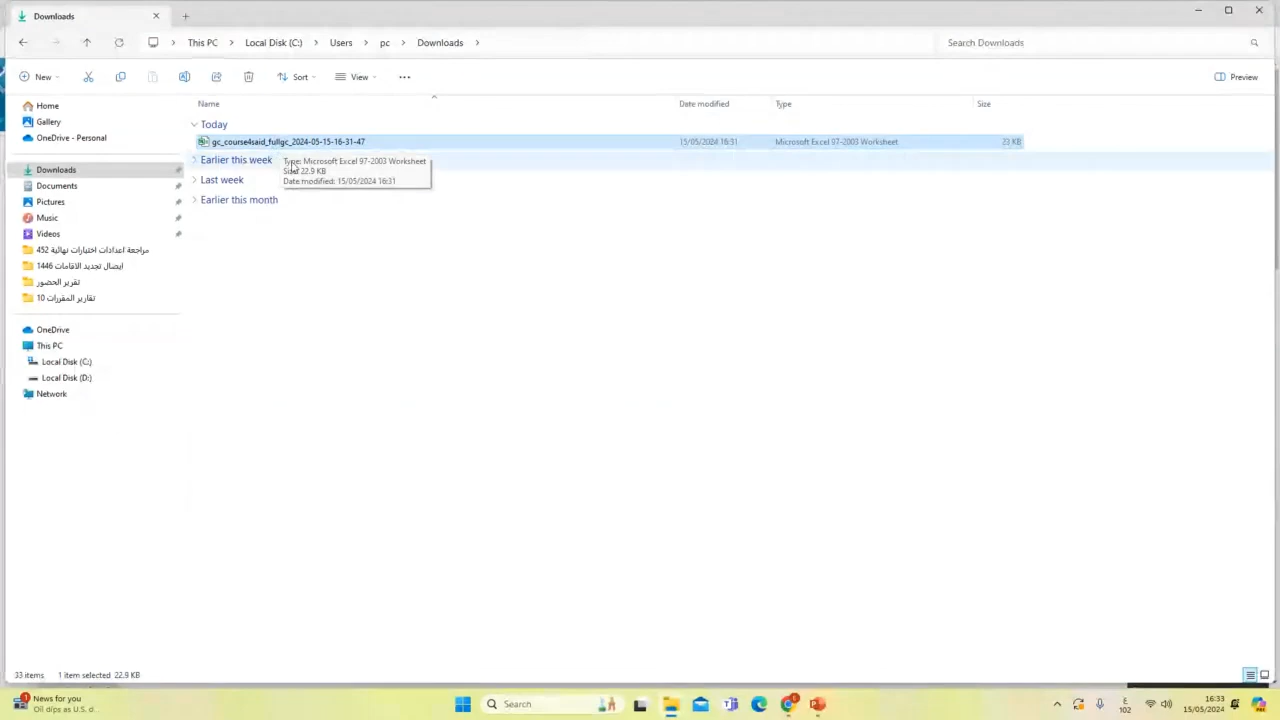 Downloads
This PC > Local Disk (C:) > Users > pc > Downloads >
Search Downloads
New
Sort
View
Preview
Name
Date modified
Type
Size
Home
Gallery
OneDrive - Personal
Downloads
Documents
Pictures
Music
Videos
مراجعة اعدادات اختبارات نهائية 452
ايصال تجديد الاقامات 1446
تقرير الحضور
تقارير المقررات 10
OneDrive
This PC
Local Disk (C:)
Local Disk (D:)
Network
Today
gc_course4said_fullgc_2024-05-15-16-31-47
15/05/2024 16:31
Microsoft Excel 97-2003 Worksheet
23 KB
Earlier this week
Type: Microsoft Excel 97-2003 Worksheet
Size: 22.9 KB
Date modified: 15/05/2024 16:31
Last week
Earlier this month
33 items
1 item selected 22.9 KB
1
News for you
Oil dips as U.S. d...
Search
ع
102
16:33
15/05/2024